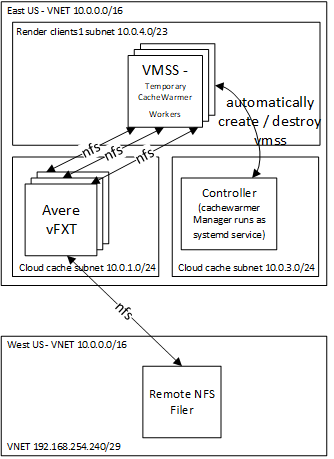 East US - VNET 10.0.0.0/16
Render clients1 subnet 10.0.4.0/23
VMSS -
Temporary
CacheWarmer
Workers
automatically
create / destroy
vmss
nfs
nfs
nfs
Avere
vFXT
Controller
(cachewarmer
Manager runs as
systemd service)
Cloud cache subnet 10.0.1.0/24
Cloud cache subnet 10.0.3.0/24
nfs
West US - VNET 10.0.0.0/16
Remote NFS
Filer
VNET 192.168.254.240/29